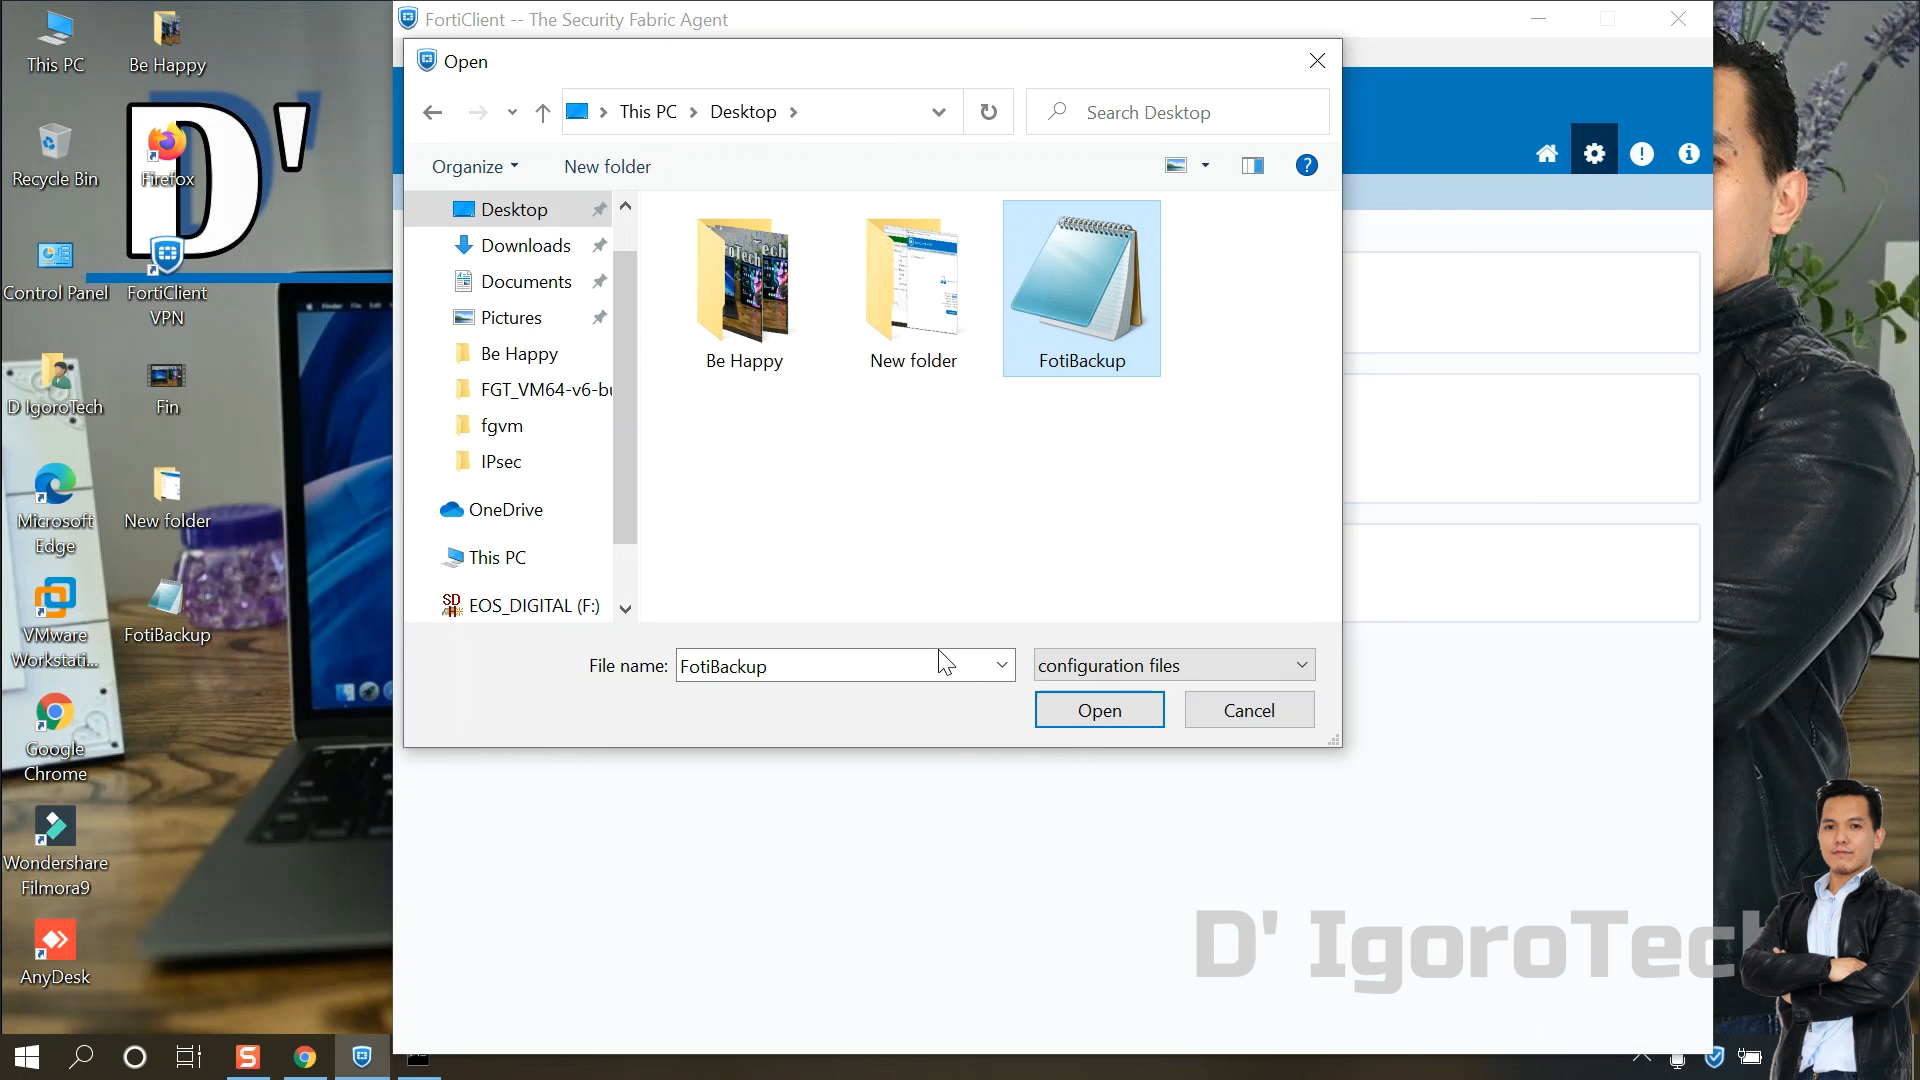 This PC
Be Happy
Recycle Bin
Firefox
Control Panel
FortiClient
VPN
D IgoroTech
Fin
Microsoft
Edge
New folder
VMware
Workstati...
FotiBackup
Google
Chrome
Wondershare
Filmora9
AnyDesk
D'
FortiClient -- The Security Fabric Agent
Open
This PC
Desktop
Search Desktop
Organize
New folder
Desktop
Downloads
Documents
Pictures
Be Happy
FGT_VM64-v6-bu
fgvm
IPsec
OneDrive
This PC
EOS_DIGITAL (F:)
Be Happy
New folder
FotiBackup
File name:
FotiBackup
configuration files
Open
Cancel
D' IgoroTech